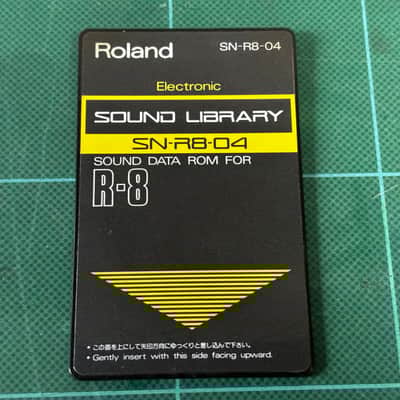 Roland SN-R8-04
Electronic
SOUND LIBRARY
SN-R8-04
SOUND DATA ROM FOR
R-8
• この面を上にして矢印方向にゆっくりと差し込んで下さい。
• Gently insert with this side facing upward.